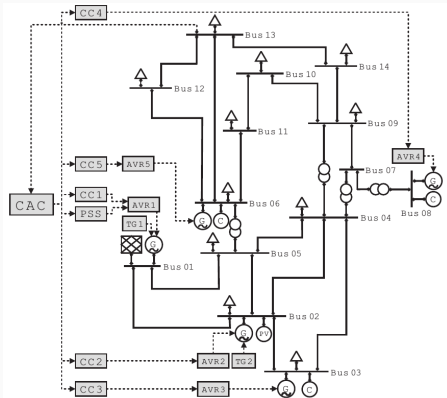 CC4
Bus 13
Bus 14
Bus 10
Bus 12
Bus 09
Bus 11
AVR4
CC5
AVR5
Bus 07
G
CC1
AVR1
Bus 06
C
CAC
PSS
G
C
Bus 04
Bus 08
TG1
G
Bus 05
Bus 01
Bus 02
G
PV
CC2
AVR2
TG2
Bus 03
CC3
AVR3
G
C